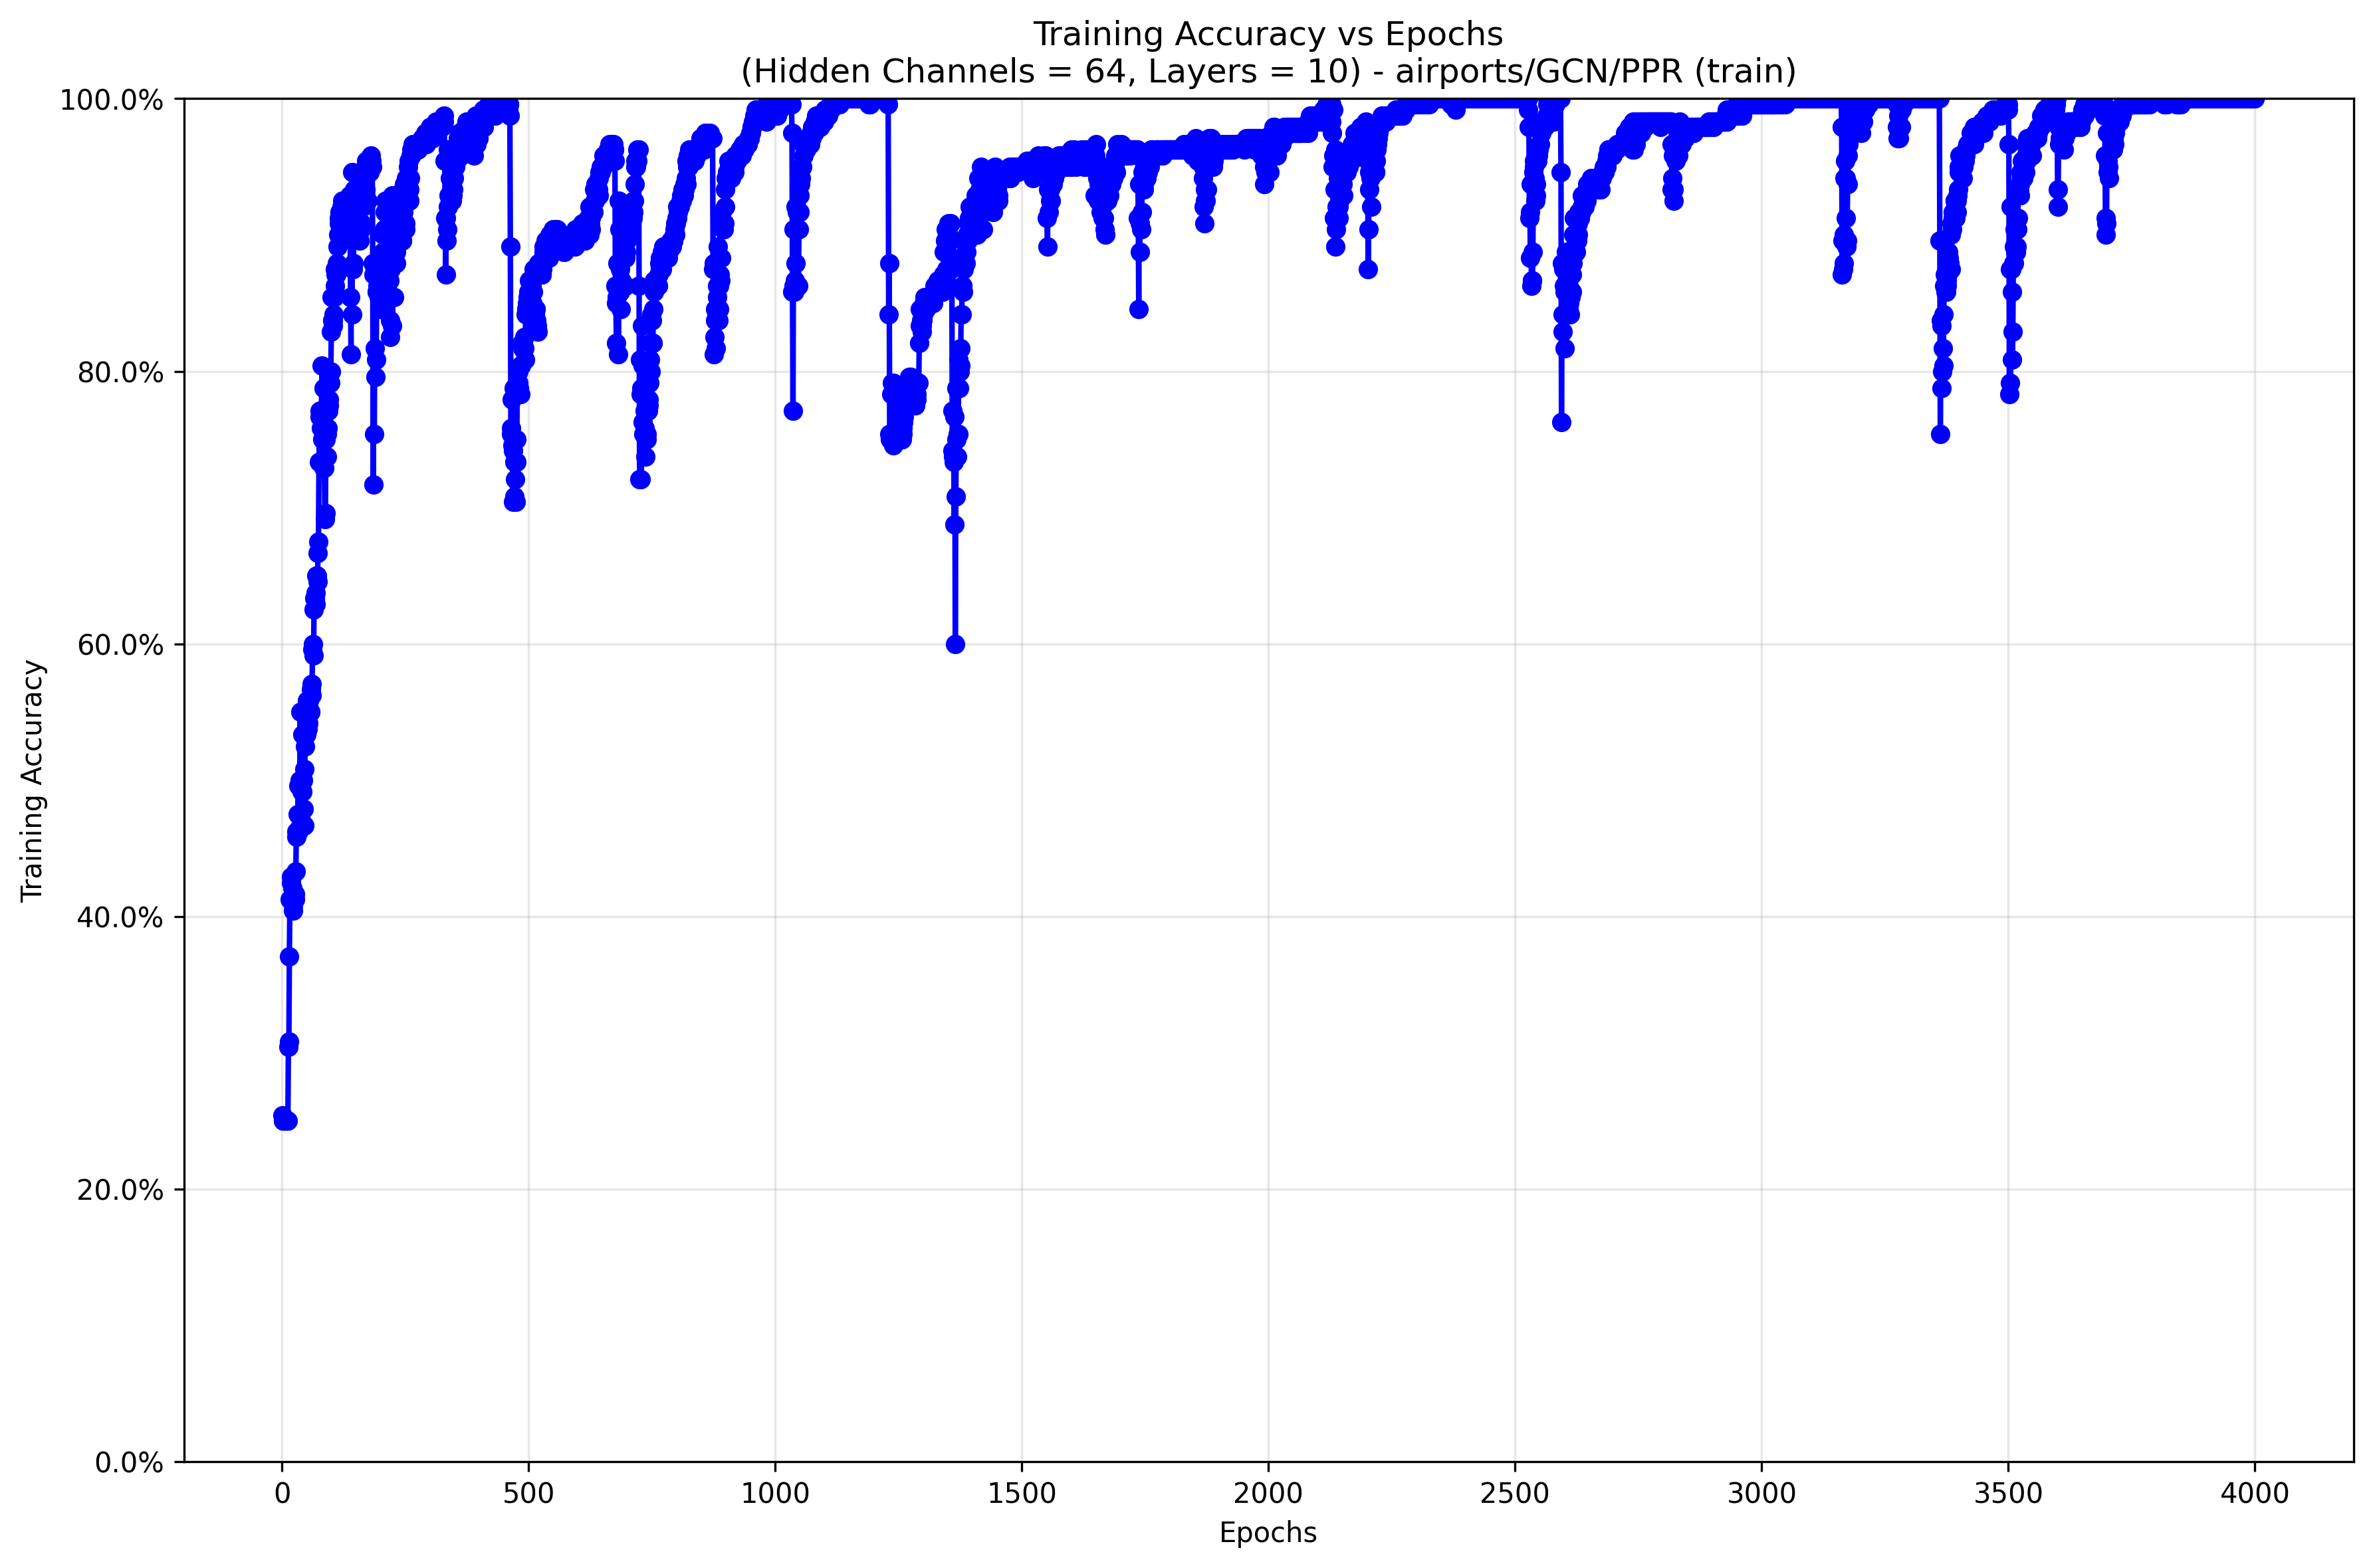 Training Accuracy vs Epochs
(Hidden Channels = 64, Layers = 10) - airports/GCN/PPR (train)
100.0%
80.0%
60.0%
40.0%
20.0%
0.0%
Training Accuracy
0 500 1000 1500 2000 2500 3000 3500 4000
Epochs